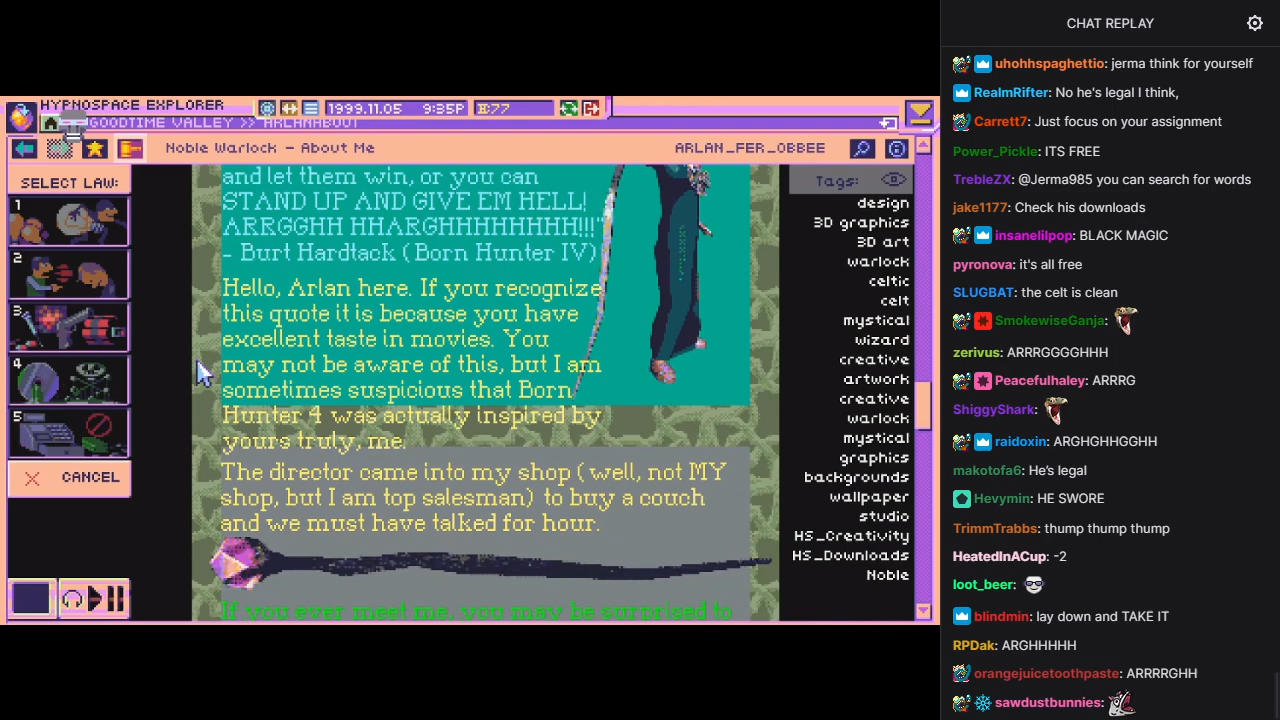 HYPNOSPACE EXPLORER
1999.11.05 9:35P
77
GOODTIME VALLEY >> ARLANABOUT
Noble Warlock - About Me
ARLAN_FER_OBBEE
SELECT LAW:
1
2
3
4
5
CANCEL
and let them win, or you can
STAND UP AND GIVE EM HELL!
ARRGGHH HHARGHHHHHHHH!!!"
- Burt Hardtack (Born Hunter IV)
Hello, Arlan here. If you recognize
this quote it is because you have
excellent taste in movies. You
may not be aware of this, but I am
sometimes suspicious that Born
Hunter 4 was actually inspired by
yours truly, me.
The director came into my shop (well, not MY
shop, but I am top salesman) to buy a couch
and we must have talked for hour.
If you ever meet me, you may be surprised to
Tags:
design
3D graphics
3D art
warlock
celtic
celt
mystical
wizard
creative
artwork
creative
warlock
mystical
graphics
backgrounds
wallpaper
studio
HS_Creativity
HS_Downloads
Noble
CHAT REPLAY
uhohhspaghettio: jerma think for yourself
RealmRifter: No he's legal I think,
Carrett7: Just focus on your assignment
Power_Pickle: ITS FREE
TrebleZX: @Jerma985 you can search for words
jake1177: Check his downloads
insanelilpop: BLACK MAGIC
pyronova: it's all free
SLUGBAT: the celt is clean
SmokewiseGanja:
zerivus: ARRRGGGGHHH
Peacefulhaley: ARRRG
ShiggyShark:
raidoxin: ARGHGHHGGHH
makotofa6: He's legal
Hevymin: HE SWORE
TrimmTrabbs: thump thump thump
HeatedInACup: -2
loot_beer:
blindmin: lay down and TAKE IT
RPDak: ARGHHHHH
orangejuicetoothpaste: ARRRRGHH
sawdustbunnies: